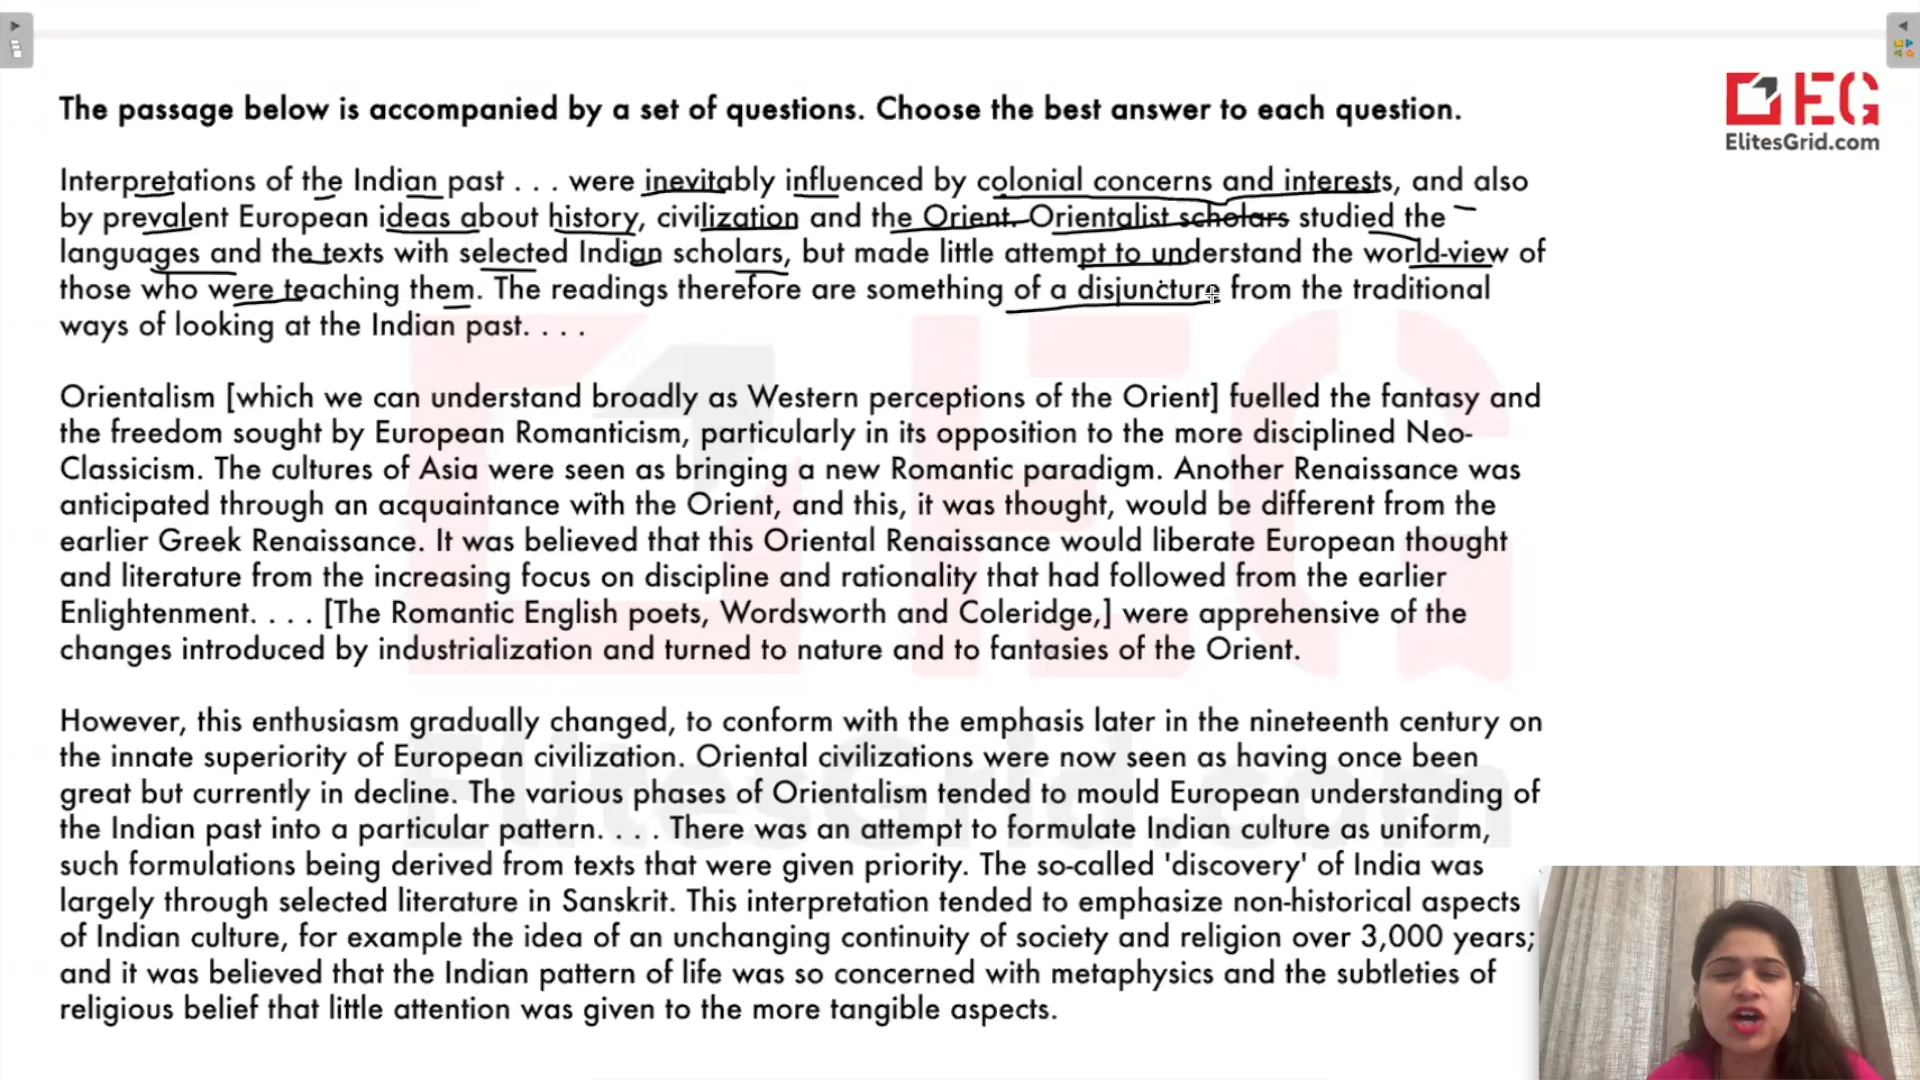 The passage below is accompanied by a set of questions. Choose the best answer to each question.
EG
ElitesGrid.com
Interpretations of the Indian past . . . were inevitably influenced by colonial concerns and interests, and also
by prevalent European ideas about history, civilization and the Orient. Orientalist scholars studied the
languages and the texts with selected Indian scholars, but made little attempt to understand the world-view of
those who were teaching them. The readings therefore are something of a disjuncture from the traditional
ways of looking at the Indian past. . . .
Orientalism [which we can understand broadly as Western perceptions of the Orient] fuelled the fantasy and
the freedom sought by European Romanticism, particularly in its opposition to the more disciplined Neo-
Classicism. The cultures of Asia were seen as bringing a new Romantic paradigm. Another Renaissance was
anticipated through an acquaintance with the Orient, and this, it was thought, would be different from the
earlier Greek Renaissance. It was believed that this Oriental Renaissance would liberate European thought
and literature from the increasing focus on discipline and rationality that had followed from the earlier
Enlightenment. . . . [The Romantic English poets, Wordsworth and Coleridge,] were apprehensive of the
changes introduced by industrialization and turned to nature and to fantasies of the Orient.
However, this enthusiasm gradually changed, to conform with the emphasis later in the nineteenth century on
the innate superiority of European civilization. Oriental civilizations were now seen as having once been
great but currently in decline. The various phases of Orientalism tended to mould European understanding of
the Indian past into a particular pattern. . . . There was an attempt to formulate Indian culture as uniform,
such formulations being derived from texts that were given priority. The so-called 'discovery' of India was
largely through selected literature in Sanskrit. This interpretation tended to emphasize non-historical aspects
of Indian culture, for example the idea of an unchanging continuity of society and religion over 3,000 years;
and it was believed that the Indian pattern of life was so concerned with metaphysics and the subtleties of
religious belief that little attention was given to the more tangible aspects.